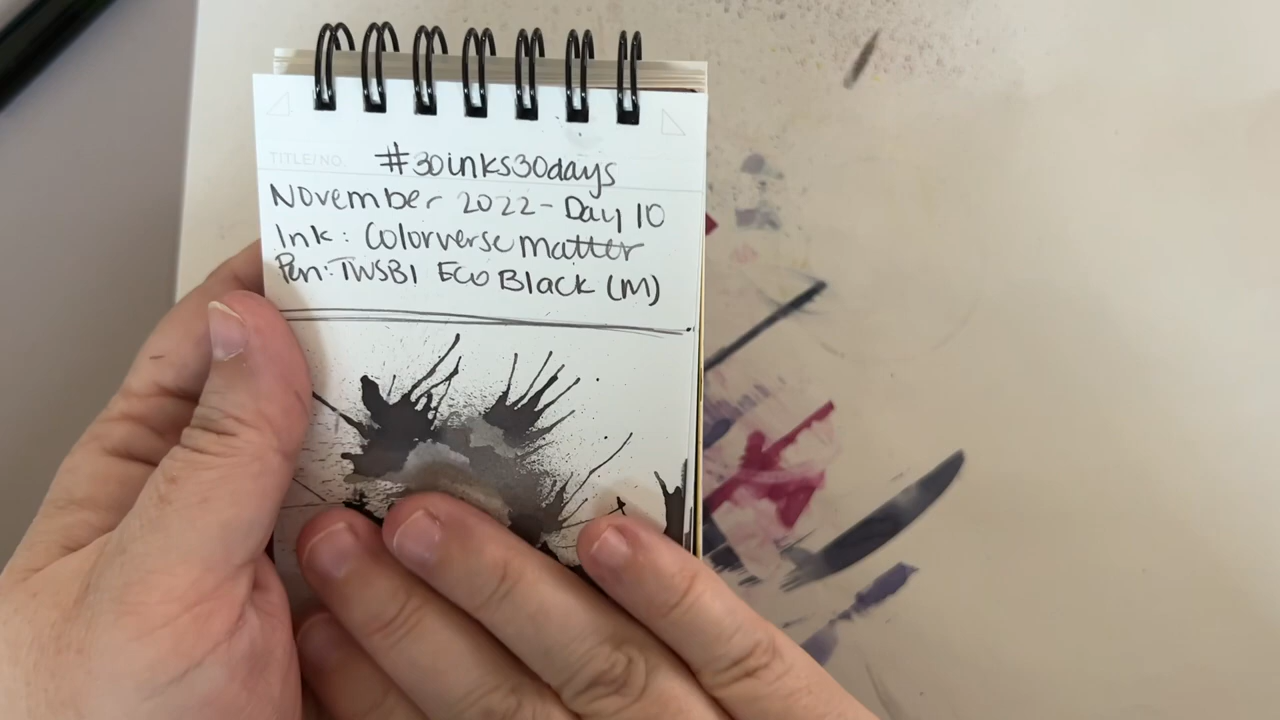 TITLE/NO. #30inks30days
November 2022 - Day 10
Ink: Colorverse Matter
Pen: TWSBI Eco Black (M)